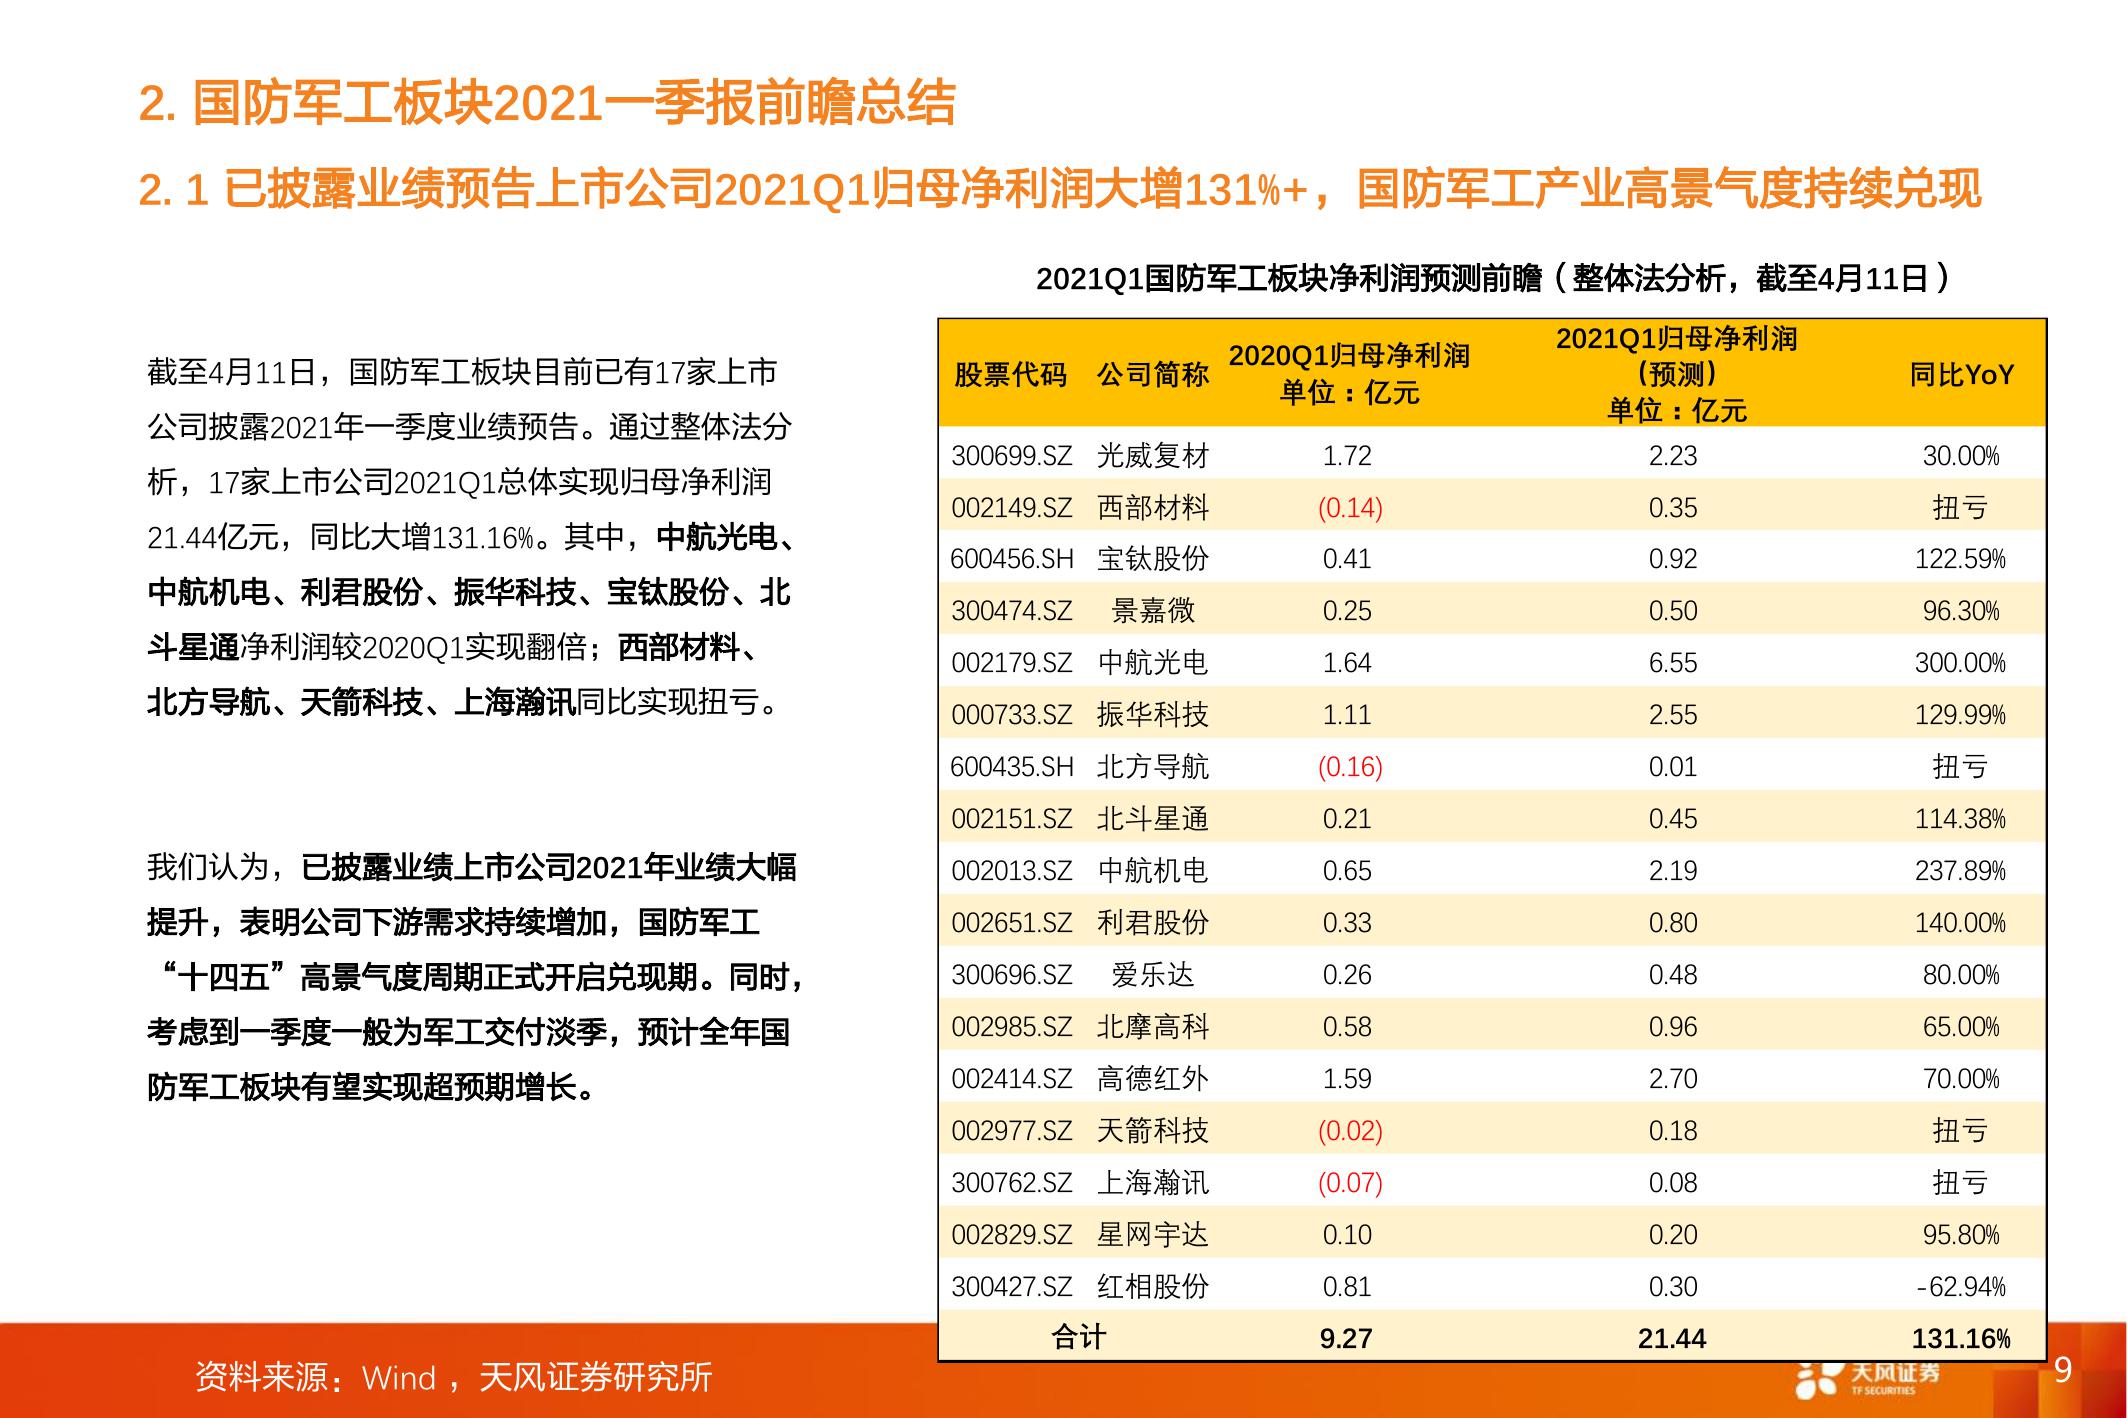 2. 国防军工板块2021一季报前瞻总结
2. 1 已披露业绩预告上市公司2021Q1归母净利润大增131%+，国防军工产业高景气度持续兑现
截至4月11日，国防军工板块目前已有17家上市
公司披露2021年一季度业绩预告。通过整体法分
析，17家上市公司2021Q1总体实现归母净利润
21.44亿元，同比大增131.16%。其中，中航光电、
中航机电、利君股份、振华科技、宝钛股份、北
斗星通净利润较2020Q1实现翻倍；西部材料、
北方导航、天箭科技、上海瀚讯同比实现扭亏。
我们认为，已披露业绩上市公司2021年业绩大幅
提升，表明公司下游需求持续增加，国防军工
“十四五”高景气度周期正式开启兑现期。同时，
考虑到一季度一般为军工交付淡季，预计全年国
防军工板块有望实现超预期增长。
2021Q1国防军工板块净利润预测前瞻（整体法分析，截至4月11日）
股票代码 公司简称 2020Q1归母净利润 单位：亿元 2021Q1归母净利润 （预测） 单位：亿元 同比YoY
300699.SZ 光威复材 1.72 2.23 30.00%
002149.SZ 西部材料 (0.14) 0.35 扭亏
600456.SH 宝钛股份 0.41 0.92 122.59%
300474.SZ 景嘉微 0.25 0.50 96.30%
002179.SZ 中航光电 1.64 6.55 300.00%
000733.SZ 振华科技 1.11 2.55 129.99%
600435.SH 北方导航 (0.16) 0.01 扭亏
002151.SZ 北斗星通 0.21 0.45 114.38%
002013.SZ 中航机电 0.65 2.19 237.89%
002651.SZ 利君股份 0.33 0.80 140.00%
300696.SZ 爱乐达 0.26 0.48 80.00%
002985.SZ 北摩高科 0.58 0.96 65.00%
002414.SZ 高德红外 1.59 2.70 70.00%
002977.SZ 天箭科技 (0.02) 0.18 扭亏
300762.SZ 上海瀚讯 (0.07) 0.08 扭亏
002829.SZ 星网宇达 0.10 0.20 95.80%
300427.SZ 红相股份 0.81 0.30 -62.94%
合计 9.27 21.44 131.16%
资料来源：Wind ，天风证券研究所
天风证券
TF SECURITIES
9